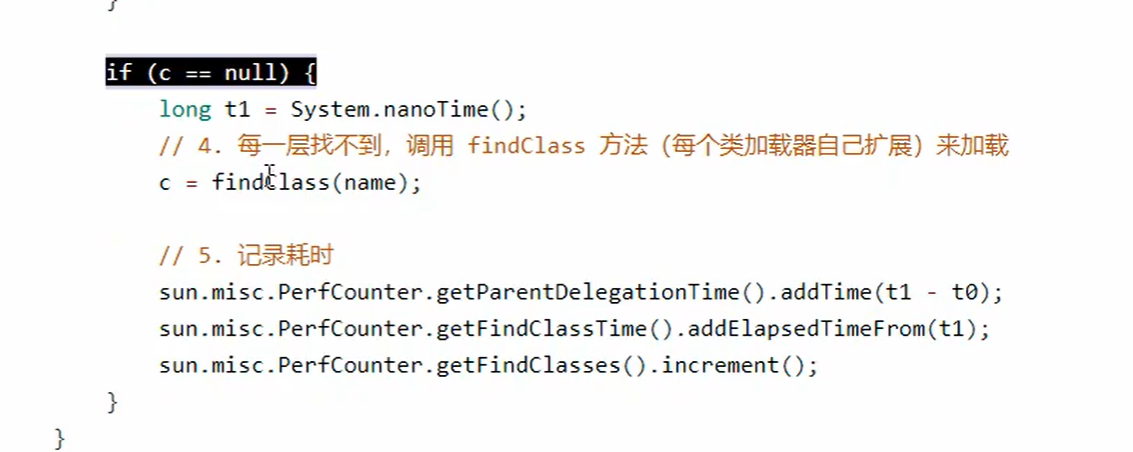 }
if (c == null) {
long t1 = System.nanoTime();
// 4. 每一层找不到，调用 findClass 方法（每个类加载器自己扩展）来加载
c = findClass(name);
// 5. 记录耗时
sun.misc.PerfCounter.getParentDelegationTime().addTime(t1 - t0);
sun.misc.PerfCounter.getFindClassTime().addElapsedTimeFrom(t1);
sun.misc.PerfCounter.getFindClasses().increment();
}
}